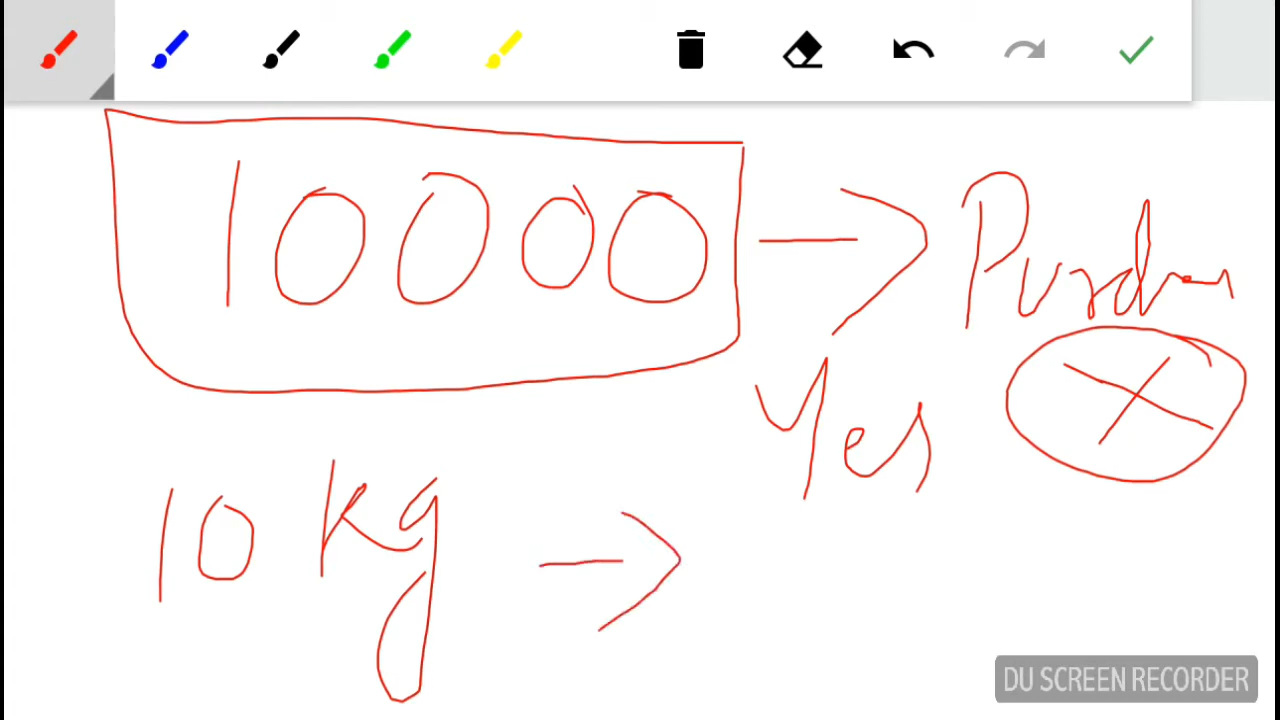 10000 →
Yes
10 kg →
DU SCREEN RECORDER